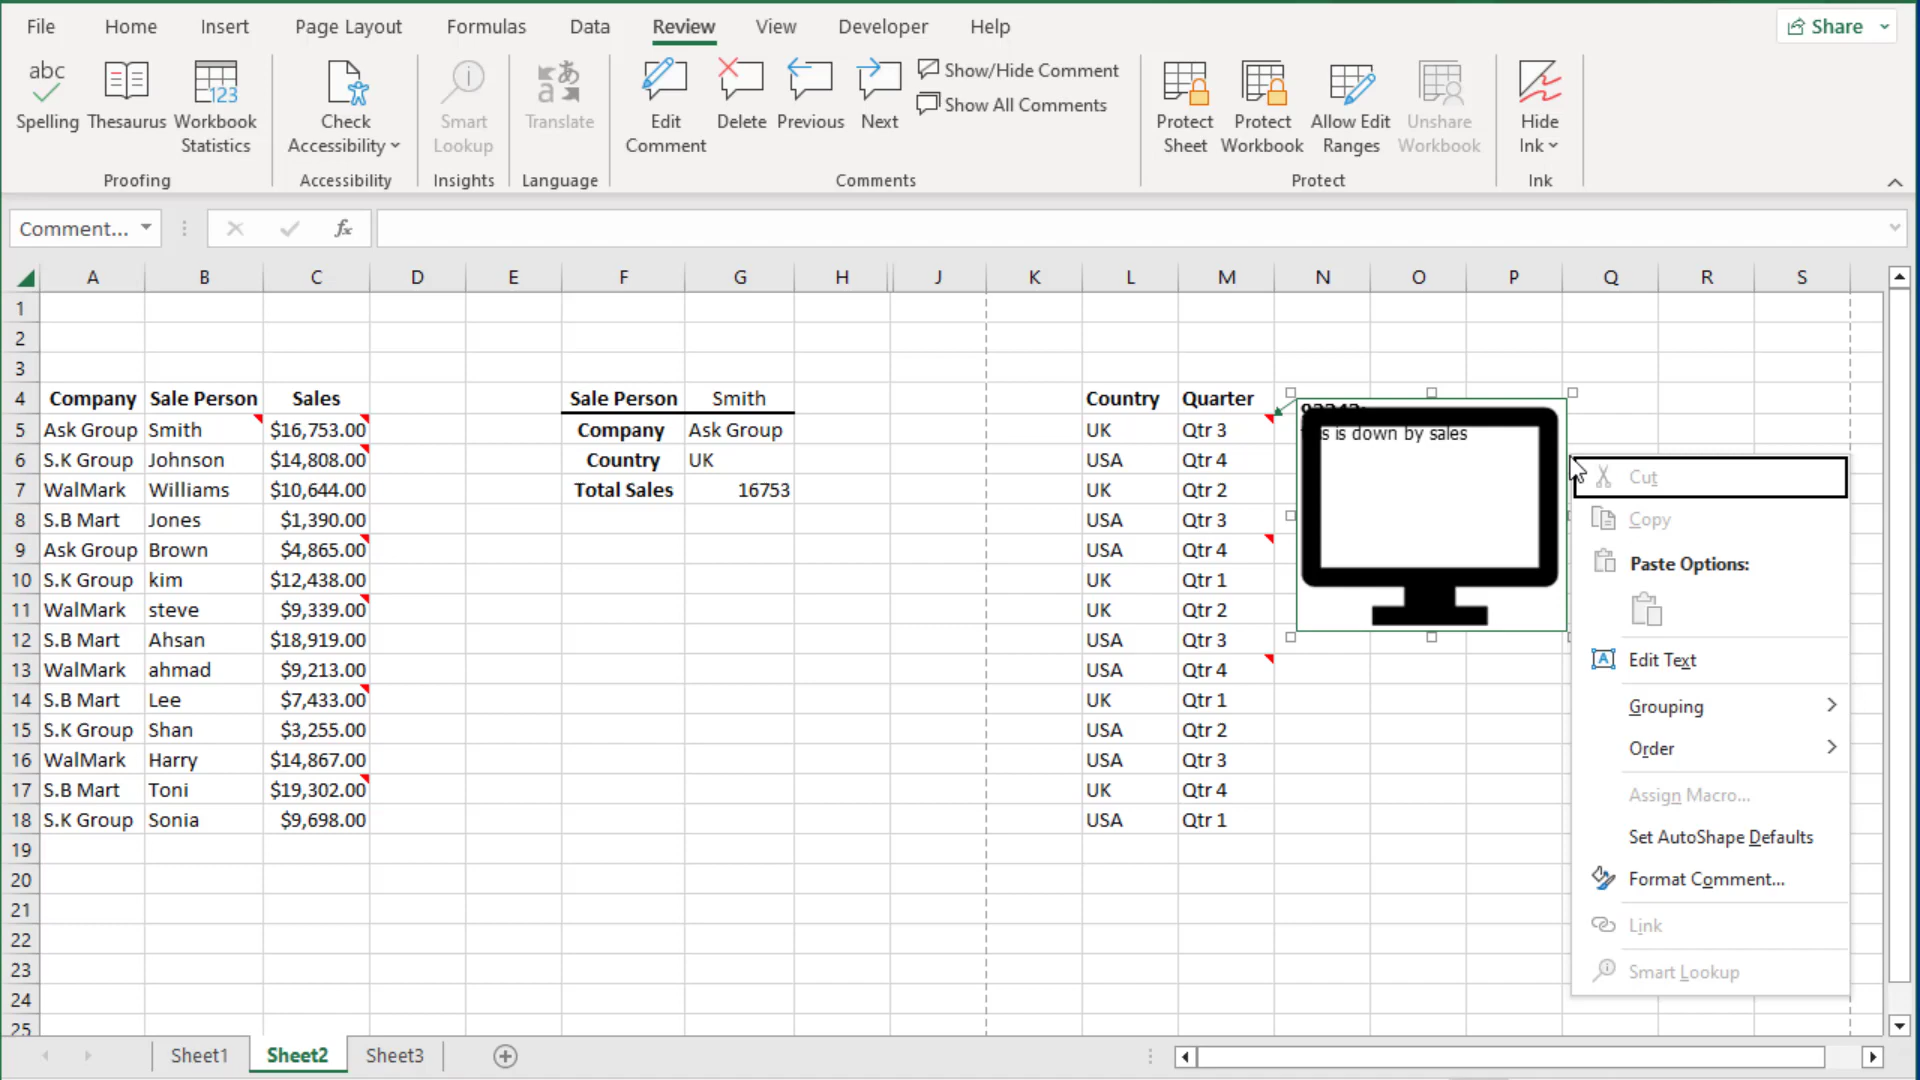 File Home Insert Page Layout Formulas Data Review View Developer Help Share
abc
Spelling Thesaurus Workbook Statistics
Check Accessibility
Smart Lookup
Translate
Edit Comment Delete Previous Next
Show/Hide Comment
Show All Comments
Protect Sheet Protect Workbook Allow Edit Ranges Unshare Workbook
Hide Ink
Proofing Accessibility Insights Language Comments Protect Ink
Comment... fx
A B C D E F G H J K L M N O P Q R S
1
2
3
4 Company Sale Person Sales Sale Person Smith Country Quarter
5 Ask Group Smith $16,753.00 Company Ask Group UK Qtr 3
6 S.K Group Johnson $14,808.00 Country UK USA Qtr 4
7 WalMark Williams $10,644.00 Total Sales 16753 UK Qtr 2
8 S.B Mart Jones $1,390.00 USA Qtr 3
9 Ask Group Brown $4,865.00 USA Qtr 4
10 S.K Group kim $12,438.00 UK Qtr 1
11 WalMark steve $9,339.00 UK Qtr 2
12 S.B Mart Ahsan $18,919.00 USA Qtr 3
13 WalMark ahmad $9,213.00 USA Qtr 4
14 S.B Mart Lee $7,433.00 UK Qtr 1
15 S.K Group Shan $3,255.00 USA Qtr 2
16 WalMark Harry $14,867.00 USA Qtr 3
17 S.B Mart Toni $19,302.00 UK Qtr 4
18 S.K Group Sonia $9,698.00 USA Qtr 1
19
20
21
22
23
24
25
is down by sales
Cut
Copy
Paste Options:
Edit Text
Grouping
Order
Assign Macro...
Set AutoShape Defaults
Format Comment...
Link
Smart Lookup
Sheet1 Sheet2 Sheet3